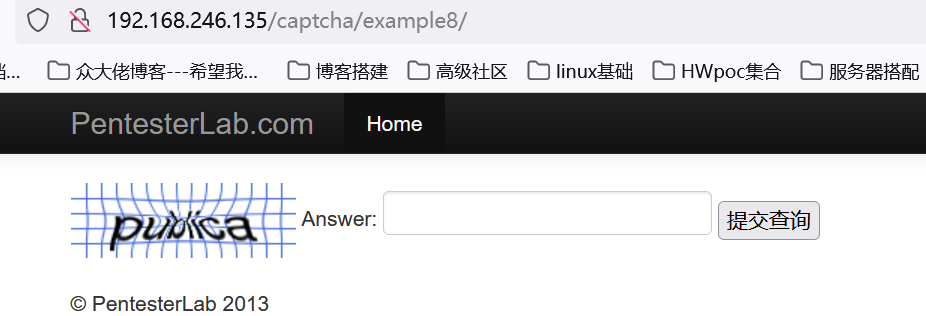 192.168.246.135/captcha/example8/
档... 众大佬博客---希望我... 博客搭建 高级社区 linux基础 HWpoc集合 服务器搭配
PentesterLab.com Home
publica Answer: 提交查询
© PentesterLab 2013